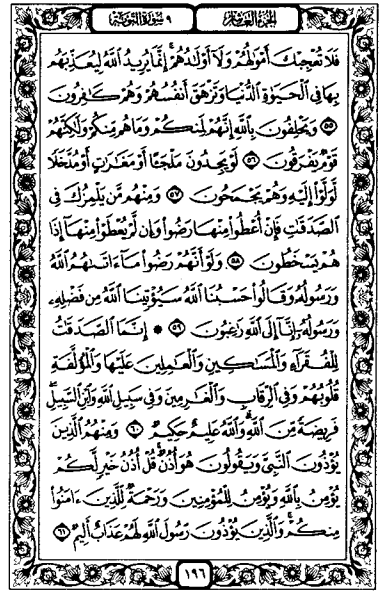 الجزء العاشر
٩ سورة التوبة
فَلَا تُعْجِبْكَ أَمْوَٰلُهُمْ وَلَآ أَوْلَٰدُهُمْ ۚ إِنَّمَا يُرِيدُ ٱللَّهُ لِيُعَذِّبَهُم
بِهَا فِى ٱلْحَيَوٰةِ ٱلدُّنْيَا وَتَزْهَقَ أَنفُسُهُمْ وَهُمْ كَٰفِرُونَ
٥٥ وَيَحْلِفُونَ بِٱللَّهِ إِنَّهُمْ لَمِنكُمْ وَمَا هُم مِّنكُمْ وَلَٰكِنَّهُمْ
قَوْمٌ يَفْرَقُونَ ٥٦ لَوْ يَجِدُونَ مَلْجَـًٔا أَوْ مَغَٰرَٰتٍ أَوْ مُدَّخَلًا
لَّوَلَّوْا۟ إِلَيْهِ وَهُمْ يَجْمَحُونَ ٥٧ وَمِنْهُم مَّن يَلْمِزُكَ فِى
ٱلصَّدَقَٰتِ فَإِنْ أُعْطُوا۟ مِنْهَا رَضُوا۟ وَإِن لَّمْ يُعْطَوْا۟ مِنْهَآ إِذَا
هُمْ يَسْخَطُونَ ٥٨ وَلَوْ أَنَّهُمْ رَضُوا۟ مَآ ءَاتَىٰهُمُ ٱللَّهُ
وَرَسُولُهُۥ وَقَالُوا۟ حَسْبُنَا ٱللَّهُ سَيُؤْتِينَا ٱللَّهُ مِن فَضْلِهِۦ
وَرَسُولُهُۥٓ إِنَّآ إِلَى ٱللَّهِ رَٰغِبُونَ ٥٩ ۞ إِنَّمَا ٱلصَّدَقَٰتُ
لِلْفُقَرَآءِ وَٱلْمَسَٰكِينِ وَٱلْعَٰمِلِينَ عَلَيْهَا وَٱلْمُؤَلَّفَةِ
قُلُوبُهُمْ وَفِى ٱلرِّقَابِ وَٱلْغَٰرِمِينَ وَفِى سَبِيلِ ٱللَّهِ وَٱبْنِ ٱلسَّبِيلِ ۖ
فَرِيضَةً مِّنَ ٱللَّهِ ۗ وَٱللَّهُ عَلِيمٌ حَكِيمٌ ٦٠ وَمِنْهُمُ ٱلَّذِينَ
يُؤْذُونَ ٱلنَّبِىَّ وَيَقُولُونَ هُوَ أُذُنٌ ۚ قُلْ أُذُنُ خَيْرٍ لَّكُمْ
يُؤْمِنُ بِٱللَّهِ وَيُؤْمِنُ لِلْمُؤْمِنِينَ وَرَحْمَةٌ لِّلَّذِينَ ءَامَنُوا۟
مِنكُمْ ۚ وَٱلَّذِينَ يُؤْذُونَ رَسُولَ ٱللَّهِ لَهُمْ عَذَابٌ أَلِيمٌ ٦١
١٩٦